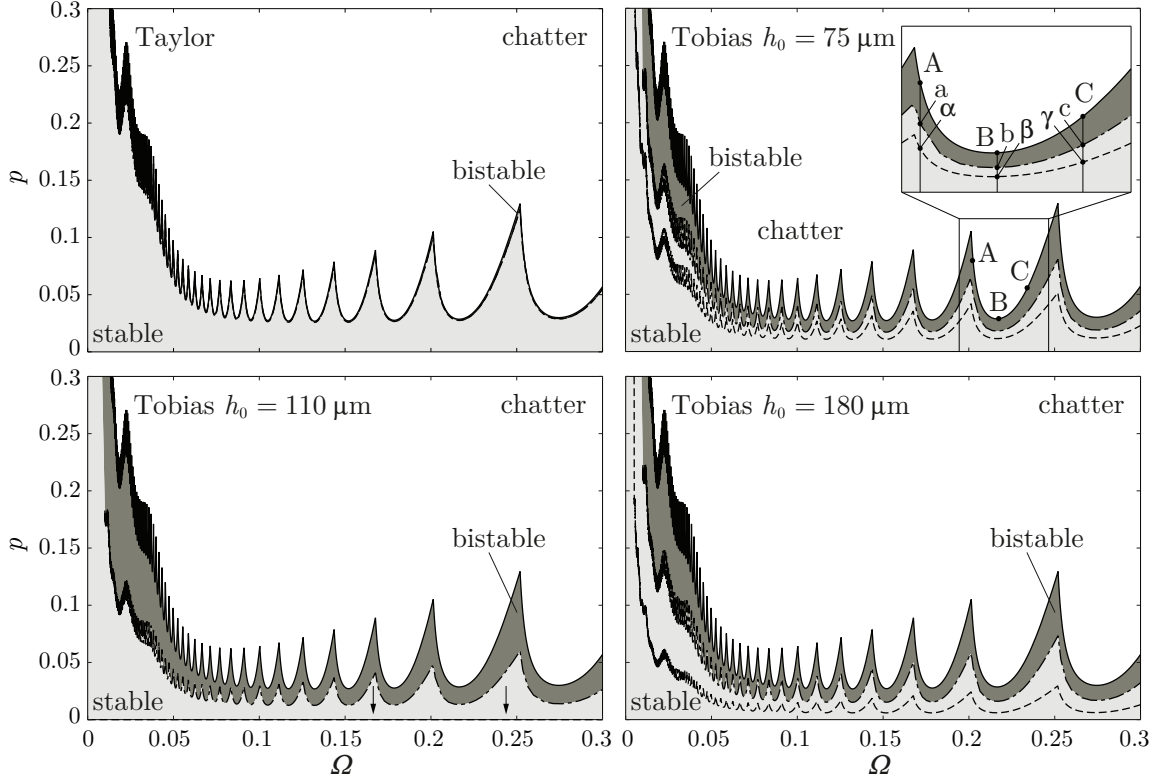 Taylor
chatter
bistable
stable
0.3
0.25
0.2
0.15
0.1
0.05
0
p
Tobias h₀ = 75 µm
bistable
chatter
stable
A
a
α
B
b
β
γ
c
C
A
B
C
Tobias h₀ = 110 µm
chatter
bistable
stable
0.3
0.25
0.2
0.15
0.1
0.05
0
p
0 0.05 0.1 0.15 0.2 0.25 0.3
Ω
Tobias h₀ = 180 µm
chatter
bistable
stable
0 0.05 0.1 0.15 0.2 0.25 0.3
Ω